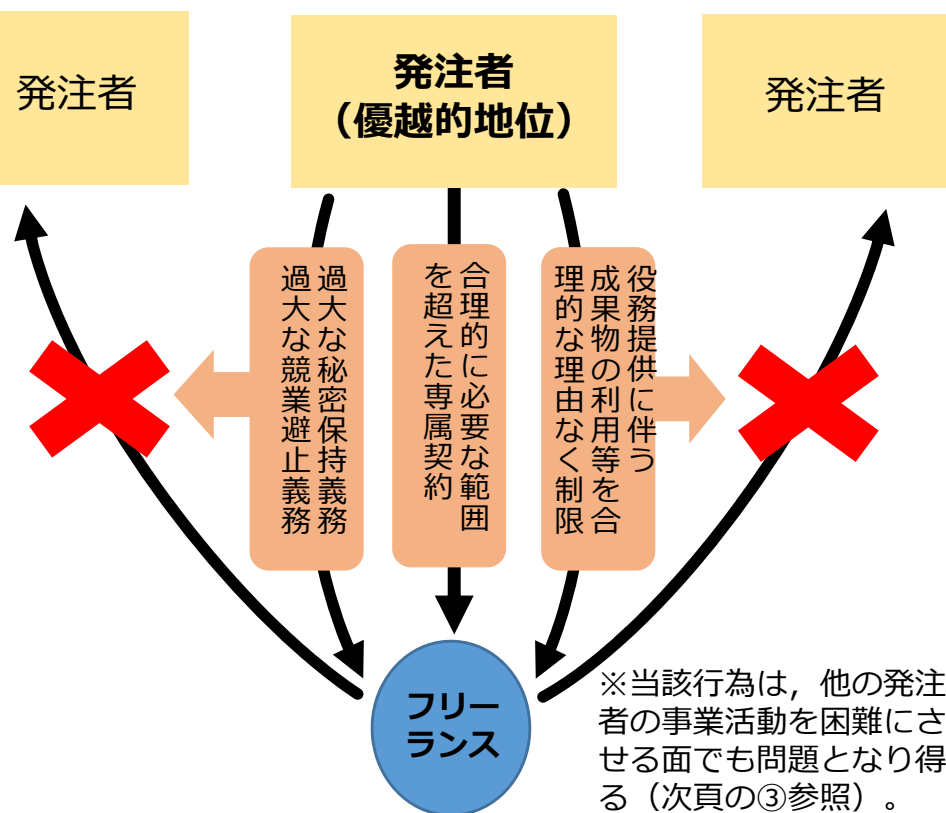 発注者
発注者
（優越的地位）
発注者
過大な秘密保持義務
過大な競業避止義務
合理的に必要な範囲
を超えた専属契約
役務提供に伴う
成果物の利用等を合
理的な理由なく制限
フリー
ランス
※当該行為は，他の発注
者の事業活動を困難にさ
せる面でも問題となり得
る（次頁の③参照）。